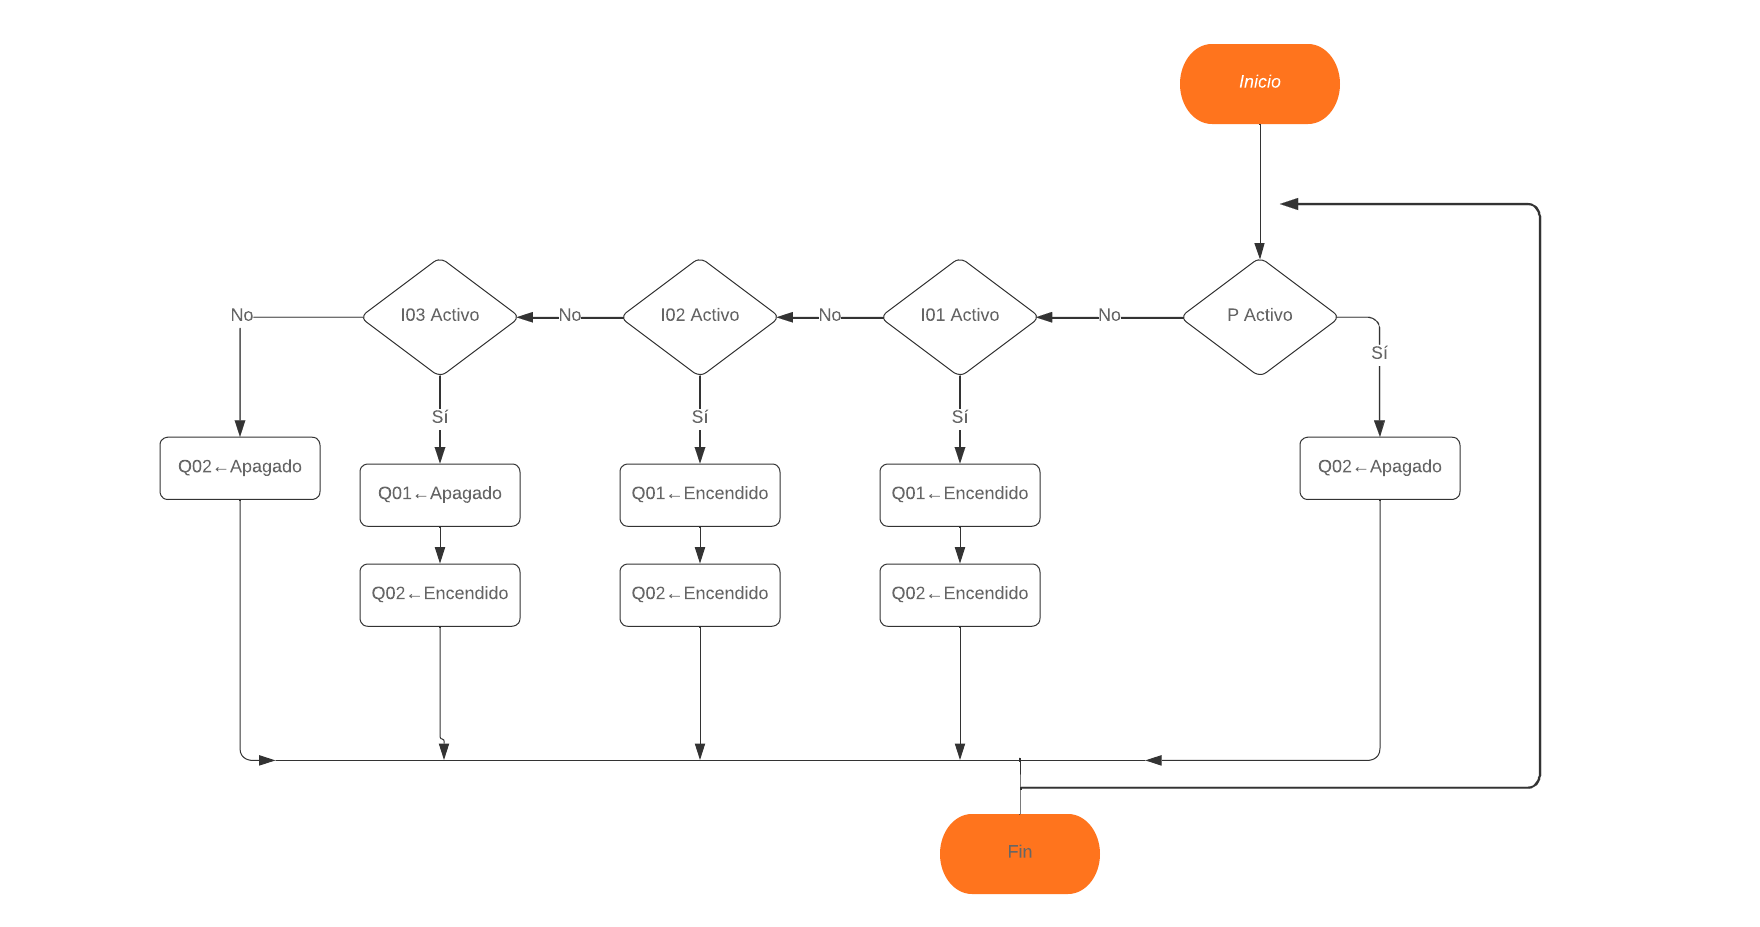 Inicio
No
I03 Activo
No
I02 Activo
No
I01 Activo
No
P Activo
Sí
Sí
Sí
Sí
Q02←Apagado
Q01←Apagado
Q01←Encendido
Q01←Encendido
Q02←Apagado
Q02←Encendido
Q02←Encendido
Q02←Encendido
Fin